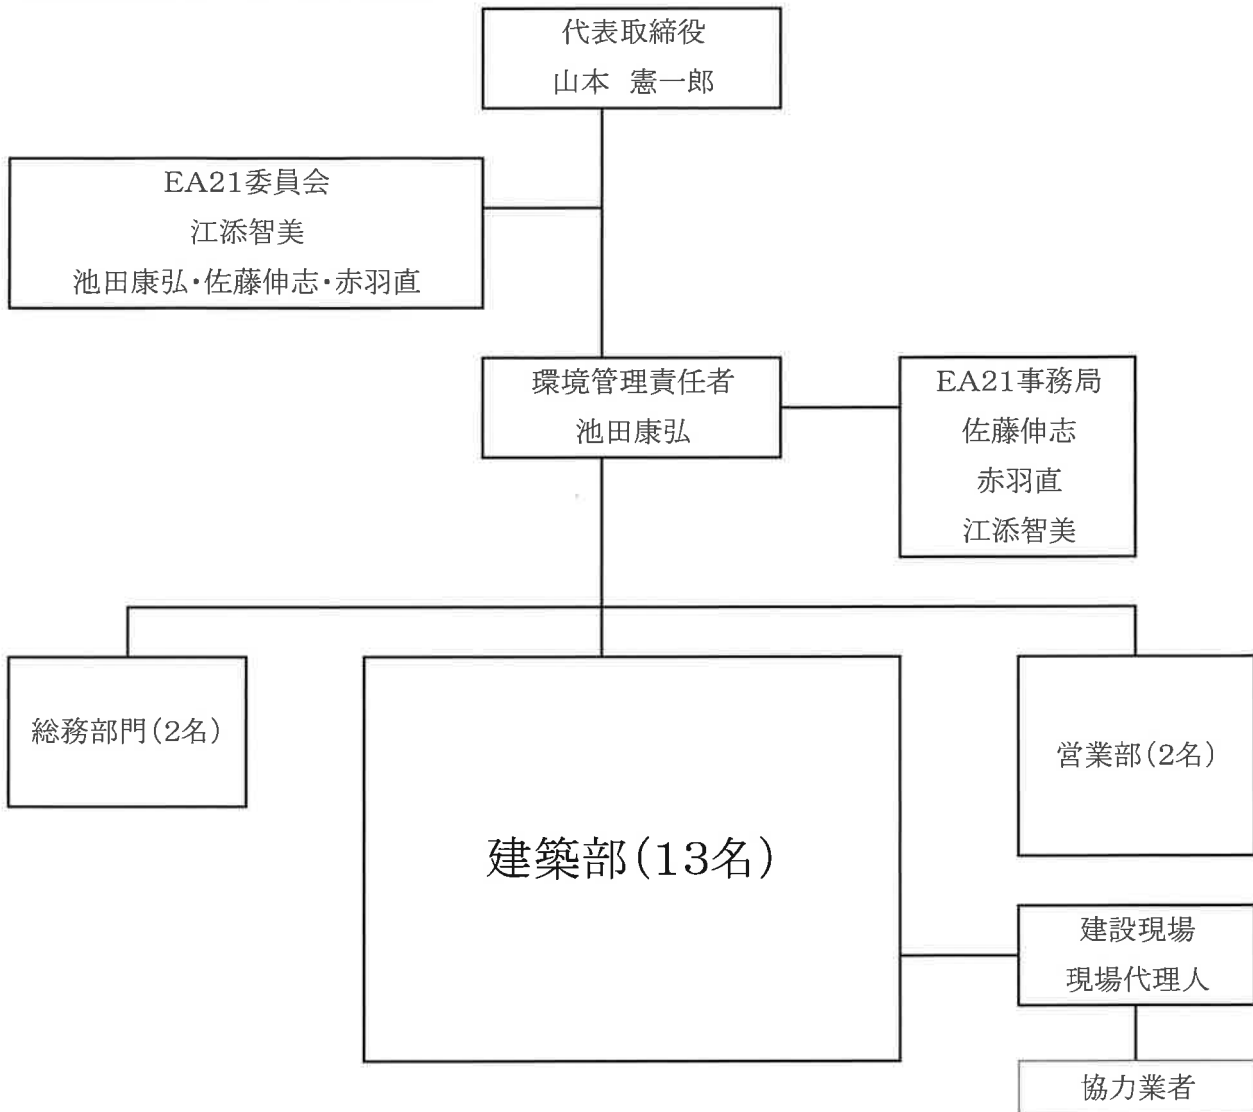 代表取締役
山本 憲一郎
EA21委員会
江添智美
池田康弘・佐藤伸志・赤羽直
環境管理責任者
池田康弘
EA21事務局
佐藤伸志
赤羽直
江添智美
総務部門(2名)
建築部(13名)
営業部(2名)
建設現場
現場代理人
協力業者